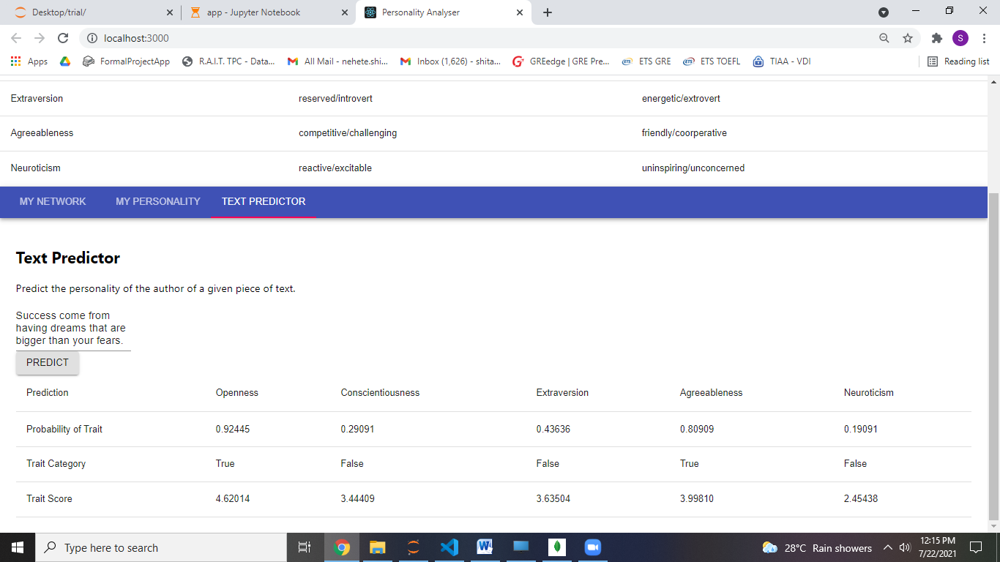 Desktop/trial/
app - Jupyter Notebook
Personality Analyser
localhost:3000
S
Apps
FormalProjectApp
R.A.I.T. TPC - Data...
All Mail - nehete.shi...
Inbox (1,626) - shita...
GREedge | GRE Pre...
ETS GRE
ETS TOEFL
TIAA - VDI
Reading list
Extraversion reserved/introvert energetic/extrovert
Agreeableness competitive/challenging friendly/coorperative
Neuroticism reactive/excitable uninspiring/unconcerned
MY NETWORK MY PERSONALITY TEXT PREDICTOR
Text Predictor
Predict the personality of the author of a given piece of text.
Success come from
having dreams that are
bigger than your fears.
PREDICT
Prediction Openness Conscientiousness Extraversion Agreeableness Neuroticism
Probability of Trait 0.92445 0.29091 0.43636 0.80909 0.19091
Trait Category True False False True False
Trait Score 4.62014 3.44409 3.63504 3.99810 2.45438
Type here to search
28°C Rain showers
12:15 PM
7/22/2021